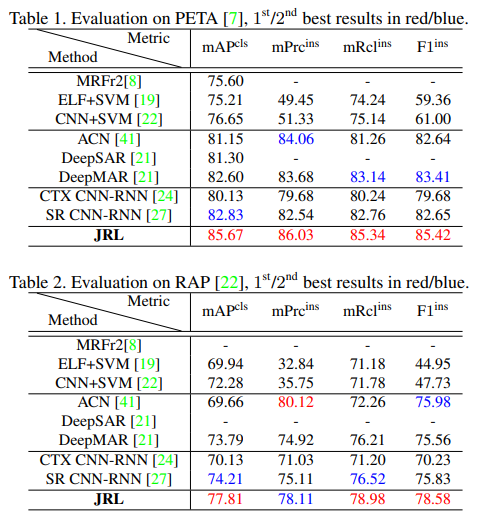 Table 1. Evaluation on PETA [7], 1st/2nd best results in red/blue.
Method Metric mAPcls mPrcins mRclins F1ins
MRFr2[8] 75.60 - - -
ELF+SVM [19] 75.21 49.45 74.24 59.36
CNN+SVM [22] 76.65 51.33 75.14 61.00
ACN [41] 81.15 84.06 81.26 82.64
DeepSAR [21] 81.30 - - -
DeepMAR [21] 82.60 83.68 83.14 83.41
CTX CNN-RNN [24] 80.13 79.68 80.24 79.68
SR CNN-RNN [27] 82.83 82.54 82.76 82.65
JRL 85.67 86.03 85.34 85.42
Table 2. Evaluation on RAP [22], 1st/2nd best results in red/blue.
Method Metric mAPcls mPrcins mRclins F1ins
MRFr2[8] - - - -
ELF+SVM [19] 69.94 32.84 71.18 44.95
CNN+SVM [22] 72.28 35.75 71.78 47.73
ACN [41] 69.66 80.12 72.26 75.98
DeepSAR [21] - - - -
DeepMAR [21] 73.79 74.92 76.21 75.56
CTX CNN-RNN [24] 70.13 71.03 71.20 70.23
SR CNN-RNN [27] 74.21 75.11 76.52 75.83
JRL 77.81 78.11 78.98 78.58